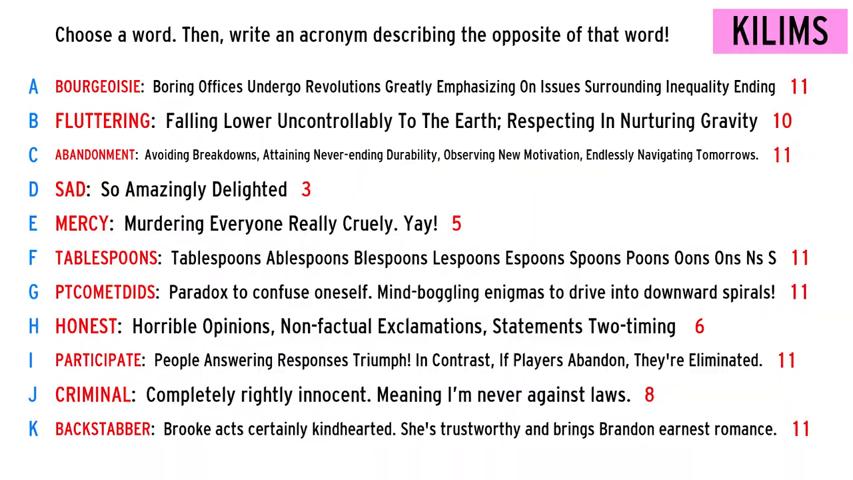 Choose a word. Then, write an acronym describing the opposite of that word!
KILIMS
A BOURGEOISIE: Boring Offices Undergo Revolutions Greatly Emphasizing On Issues Surrounding Inequality Ending 11
B FLUTTERING: Falling Lower Uncontrollably To The Earth; Respecting In Nurturing Gravity 10
C ABANDONMENT: Avoiding Breakdowns, Attaining Never-ending Durability, Observing New Motivation, Endlessly Navigating Tomorrows. 11
D SAD: So Amazingly Delighted 3
E MERCY: Murdering Everyone Really Cruely. Yay! 5
F TABLESPOONS: Tablespoons Ablespoons Blespoons Lespoons Espoons Spoons Poons Oons Ons Ns S 11
G PTCOMETDIDS: Paradox to confuse oneself. Mind-boggling enigmas to drive into downward spirals! 11
H HONEST: Horrible Opinions, Non-factual Exclamations, Statements Two-timing 6
I PARTICIPATE: People Answering Responses Triumph! In Contrast, If Players Abandon, They're Eliminated. 11
J CRIMINAL: Completely rightly innocent. Meaning I'm never against laws. 8
K BACKSTABBER: Brooke acts certainly kindhearted. She's trustworthy and brings Brandon earnest romance. 11